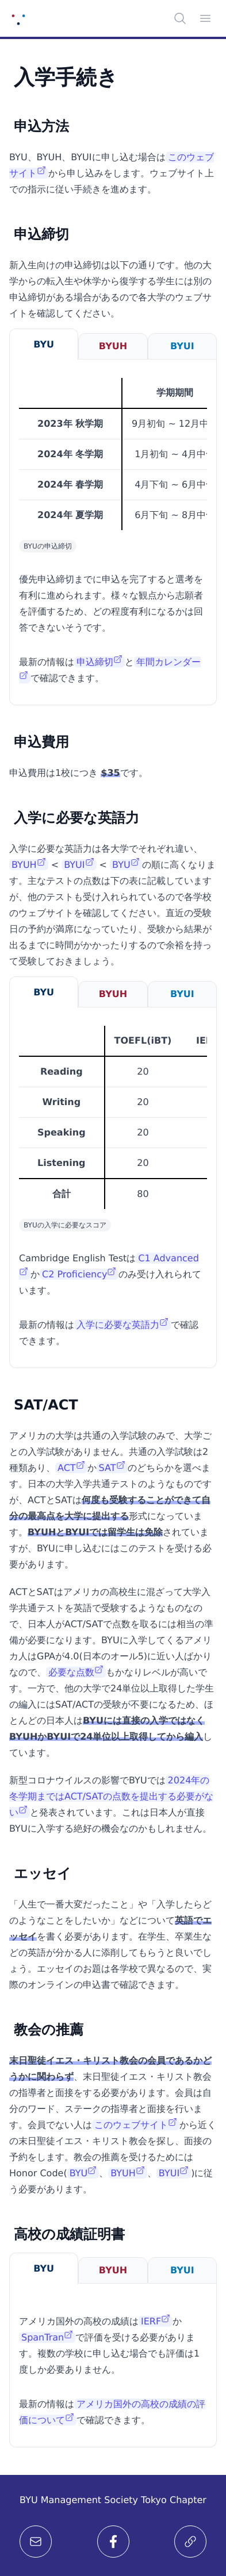 入学手続き
申込方法
BYU、BYUH、BYUIに申し込む場合は このウェブ
サイト から申し込みをします。ウェブサイト上
での指示に従い手続きを進めます。
申込締切
新入生向けの申込締切は以下の通りです。他の大
学からの転入生や休学から復学する学生には別の
申込締切がある場合があるので各大学のウェブサ
イトを確認してください。
BYU BYUH BYUI
学期期間
2023年 秋学期 9月初旬 ~ 12月中
2024年 冬学期 1月初旬 ~ 4月中
2024年 春学期 4月下旬 ~ 6月中
2024年 夏学期 6月下旬 ~ 8月中
BYUの申込締切
優先申込締切までに申込を完了すると選考を
有利に進められます。様々な観点から志願者
を評価するため、どの程度有利になるかは回
答できないそうです。
最新の情報は 申込締切 と 年間カレンダー
で確認できます。
申込費用
申込費用は1校につき $35です。
入学に必要な英語力
入学に必要な英語力は各大学でそれぞれ違い、
BYUH < BYUI < BYU の順に高くなりま
す。主なテストの点数は下の表に記載しています
が、他のテストも受け入れられているので各学校
のウェブサイトを確認してください。直近の受験
日の予約が満席になっていたり、受験から結果が
出るまでに時間がかかったりするので余裕を持っ
て受験しておきましょう。
BYU BYUH BYUI
TOEFL(iBT)
Reading 20
Writing 20
Speaking 20
Listening 20
合計 80
BYUの入学に必要なスコア
Cambridge English Testは C1 Advanced
か C2 Proficiency のみ受け入れられて
います。
最新の情報は 入学に必要な英語力 で確認
できます。
SAT/ACT
アメリカの大学は共通の入学試験のみで、大学ご
との入学試験がありません。共通の入学試験は2
種類あり、 ACT か SAT のどちらかを選べま
す。日本の大学入学共通テストのようなものです
が、ACTとSATは何度も受験することができて自
分の最高点を大学に提出する形式になっていま
す。BYUHとBYUIでは留学生は免除されていま
すが、BYUに申し込むにはこのテストを受ける必
要があります。
ACTとSATはアメリカの高校生に混ざって大学入
学共通テストを英語で受験するようなものなの
で、日本人がACT/SATで点数を取るには相当の準
備が必要になります。BYUに入学してくるアメリ
カ人はGPAが4.0(日本のオール5)に近い人ばかり
なので、 必要な点数 もかなりレベルが高いで
す。一方で、他の大学で24単位以上取得した学生
の編入にはSAT/ACTの受験が不要になるため、ほ
とんどの日本人はBYUには直接の入学ではなく
BYUHかBYUIで24単位以上取得してから編入し
ています。
新型コロナウイルスの影響でBYUでは 2024年の
冬学期まではACT/SATの点数を提出する必要がな
い と発表されています。これは日本人が直接
BYUに入学する絶好の機会なのかもしれません。
エッセイ
「人生で一番大変だったこと」や「入学したらど
のようなことをしたいか」などについて英語でエ
ッセイを書く必要があります。在学生、卒業生な
どの英語が分かる人に添削してもらうと良いでし
ょう。エッセイのお題は各学校で異なるので、実
際のオンラインの申込書で確認できます。
教会の推薦
末日聖徒イエス・キリスト教会の会員であるかど
うかに関わらず、末日聖徒イエス・キリスト教会
の指導者と面接をする必要があります。会員は自
分のワード、ステークの指導者と面接を行いま
す。会員でない人は このウェブサイト から近く
の末日聖徒イエス・キリスト教会を探し、面接の
予約をします。教会の推薦を受けるためには
Honor Code( BYU 、 BYUH 、 BYUI )に従
う必要があります。
高校の成績証明書
BYU BYUH BYUI
アメリカ国外の高校の成績は IERF か
SpanTran で評価を受ける必要がありま
す。複数の学校に申し込む場合でも評価は1
度しか必要ありません。
最新の情報は アメリカ国外の高校の成績の評
価について で確認できます。
BYU Management Society Tokyo Chapter